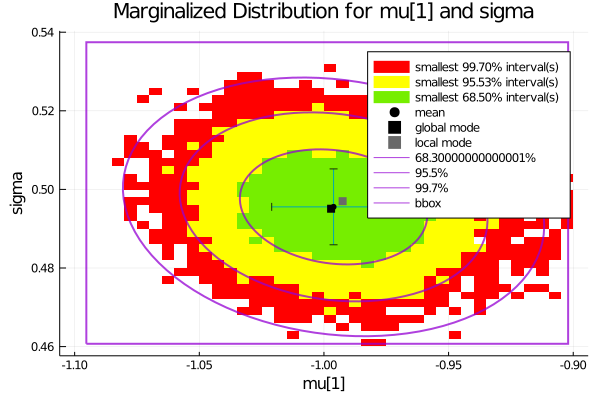 Marginalized Distribution for mu[1] and sigma
0.54
smallest 99.70% interval(s)
smallest 95.53% interval(s)
smallest 68.50% interval(s)
mean
global mode
local mode
68.30000000000001%
95.5%
99.7%
bbox
0.52
0.50
0.48
0.46
sigma
-1.10
-1.05
-1.00
-0.95
-0.90
mu[1]